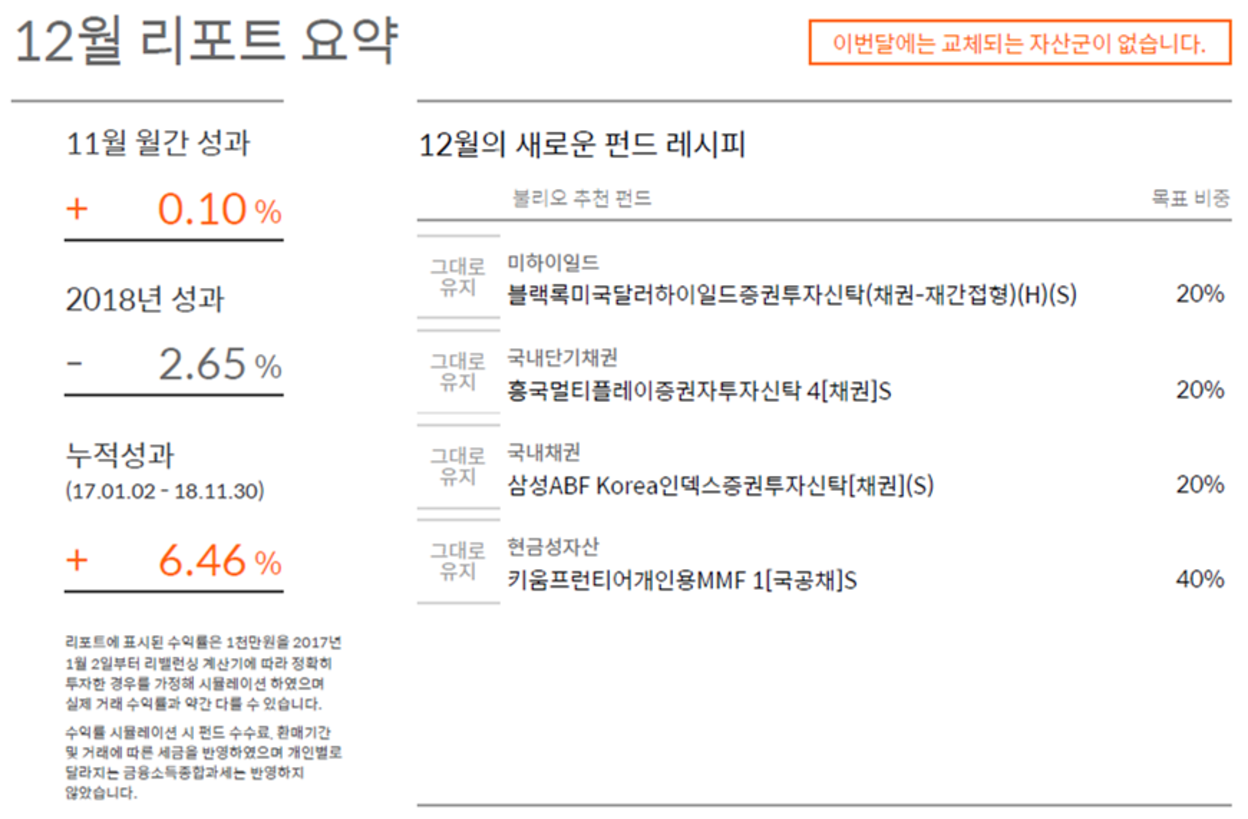 12월 리포트 요약
이번달에는 교체되는 자산군이 없습니다.
11월 월간 성과
+ 0.10 %
2018년 성과
- 2.65 %
누적성과
(17.01.02 - 18.11.30)
+ 6.46 %
리포트에 표시된 수익률은 1천만원을 2017년
1월 2일부터 리밸런싱 계산기에 따라 정확히
투자한 경우를 가정해 시뮬레이션 하였으며
실제 거래 수익률과 약간 다를 수 있습니다.
수익률 시뮬레이션 시 펀드 수수료, 환매기간
및 거래에 따른 세금을 반영하였으며 개인별로
달라지는 금융소득종합과세는 반영하지
않았습니다.
12월의 새로운 펀드 레시피
불리오 추천 펀드 목표 비중
그대로
유지
미하이일드
블랙록미국달러하이일드증권투자신탁(채권-재간접형)(H)(S) 20%
그대로
유지
국내단기채권
흥국멀티플레이증권자투자신탁 4[채권]S 20%
그대로
유지
국내채권
삼성ABF Korea인덱스증권투자신탁[채권](S) 20%
그대로
유지
현금성자산
키움프런티어개인용MMF 1[국공채]S 40%